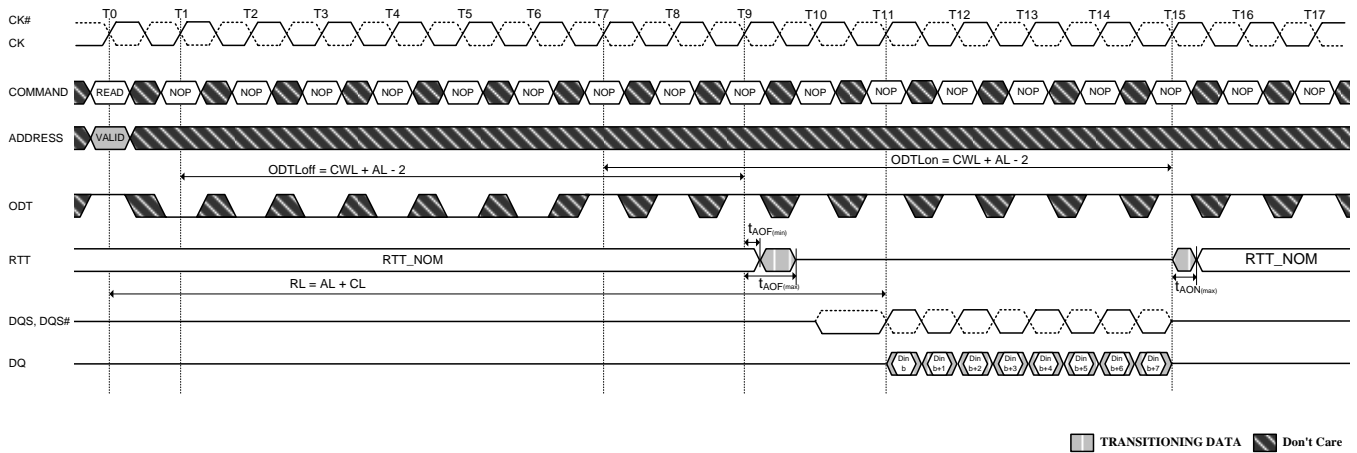 CK#
CK
T0 T1 T2 T3 T4 T5 T6 T7 T8 T9 T10 T11 T12 T13 T14 T15 T16 T17
COMMAND READ NOP NOP NOP NOP NOP NOP NOP NOP NOP NOP NOP NOP NOP NOP NOP NOP NOP
ADDRESS VALID
ODTLoff = CWL + AL - 2
ODTLon = CWL + AL - 2
ODT
tAOF(min)
RTT RTT_NOM RTT_NOM
tAOF(max)
tAON(max)
RL = AL + CL
DQS, DQS#
DQ
Din b
Din b+1
Din b+2
Din b+3
Din b+4
Din b+5
Din b+6
Din b+7
TRANSITIONING DATA
Don't Care